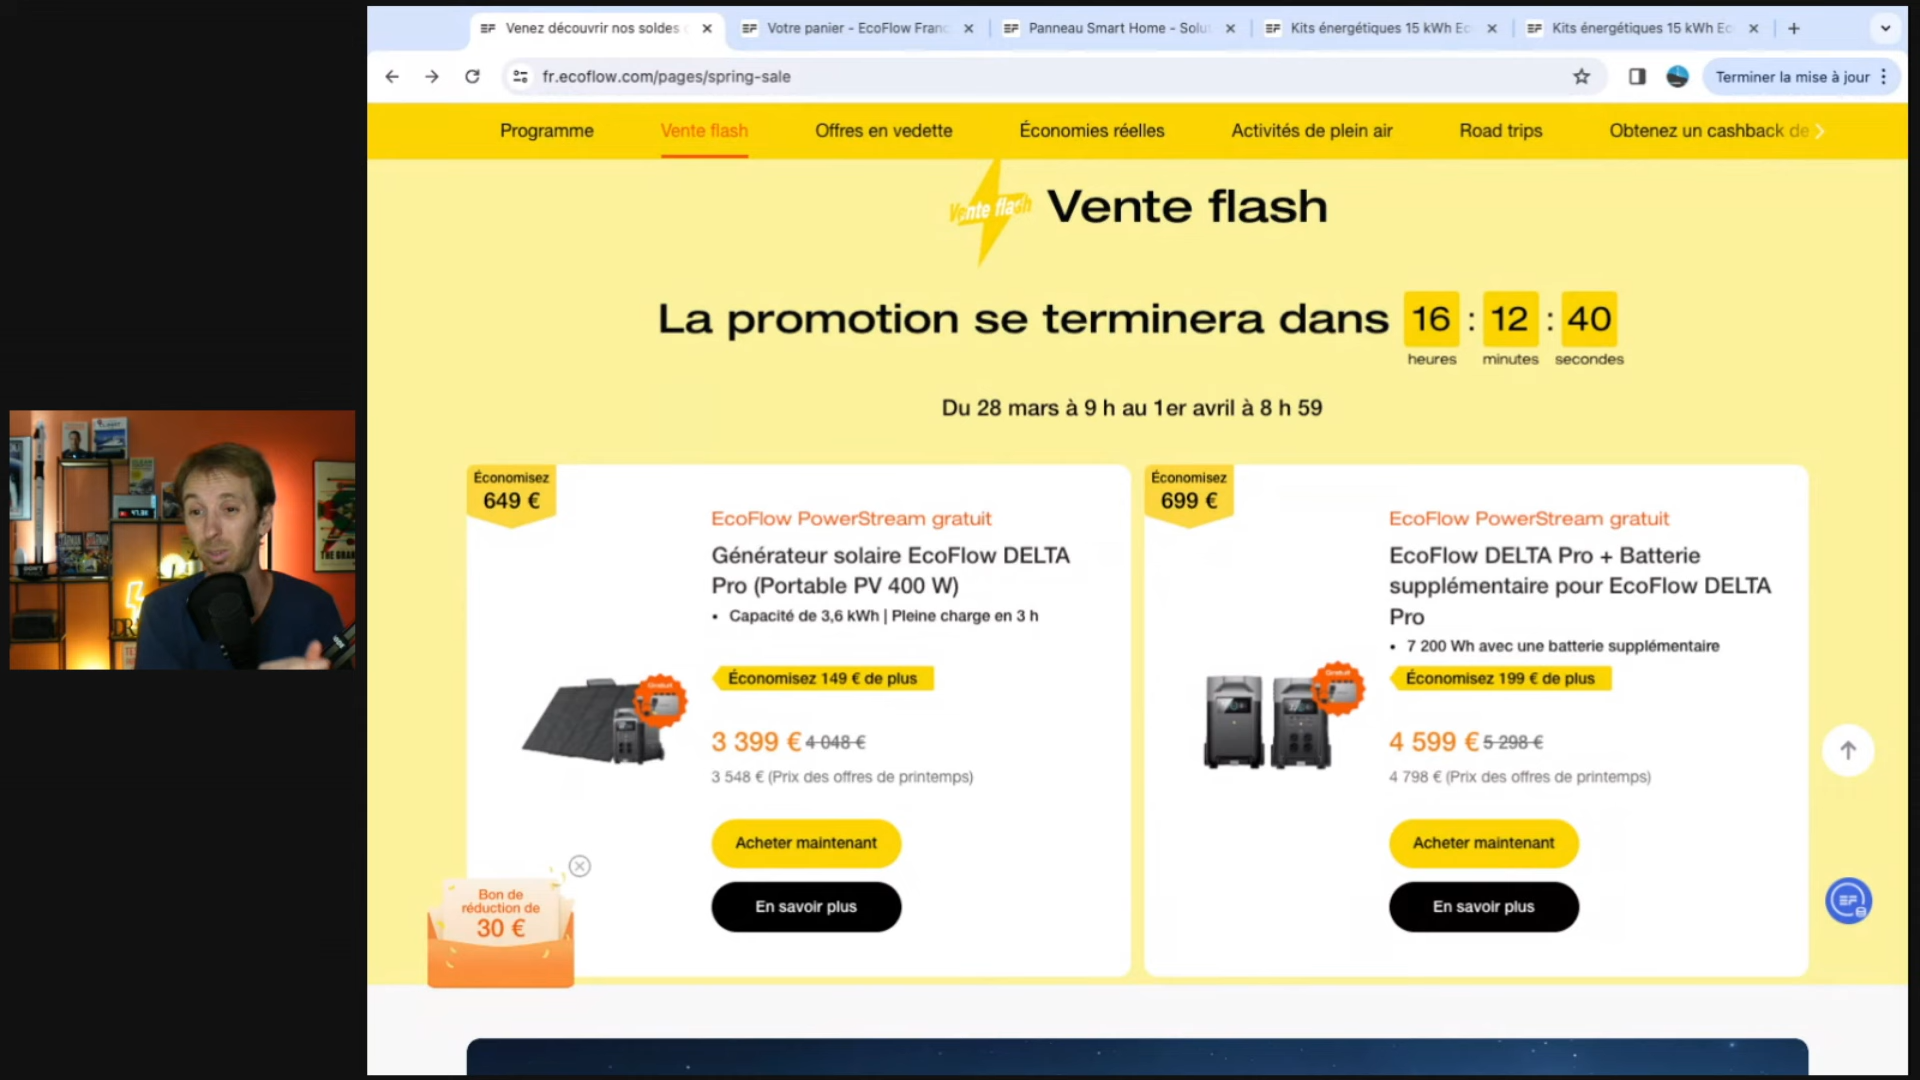 Venez découvrir nos soldes
Votre panier - EcoFlow Franc
Panneau Smart Home - Solut
Kits énergétiques 15 kWh Ec
Kits énergétiques 15 kWh Ec
fr.ecoflow.com/pages/spring-sale
Terminer la mise à jour
Programme
Vente flash
Offres en vedette
Économies réelles
Activités de plein air
Road trips
Obtenez un cashback de
Vente flash
Vente flash
La promotion se terminera dans 16 : 12 : 40
heures minutes secondes
Du 28 mars à 9 h au 1er avril à 8 h 59
Économisez
649 €
EcoFlow PowerStream gratuit
Générateur solaire EcoFlow DELTA
Pro (Portable PV 400 W)
• Capacité de 3,6 kWh | Pleine charge en 3 h
Économisez 149 € de plus
Gratuit
3 399 € 4 048 €
3 548 € (Prix des offres de printemps)
Acheter maintenant
En savoir plus
Bon de
réduction de
30 €
Économisez
699 €
EcoFlow PowerStream gratuit
EcoFlow DELTA Pro + Batterie
supplémentaire pour EcoFlow DELTA
Pro
• 7 200 Wh avec une batterie supplémentaire
Économisez 199 € de plus
Gratuit
4 599 € 5 298 €
4 798 € (Prix des offres de printemps)
Acheter maintenant
En savoir plus
THE GRAN